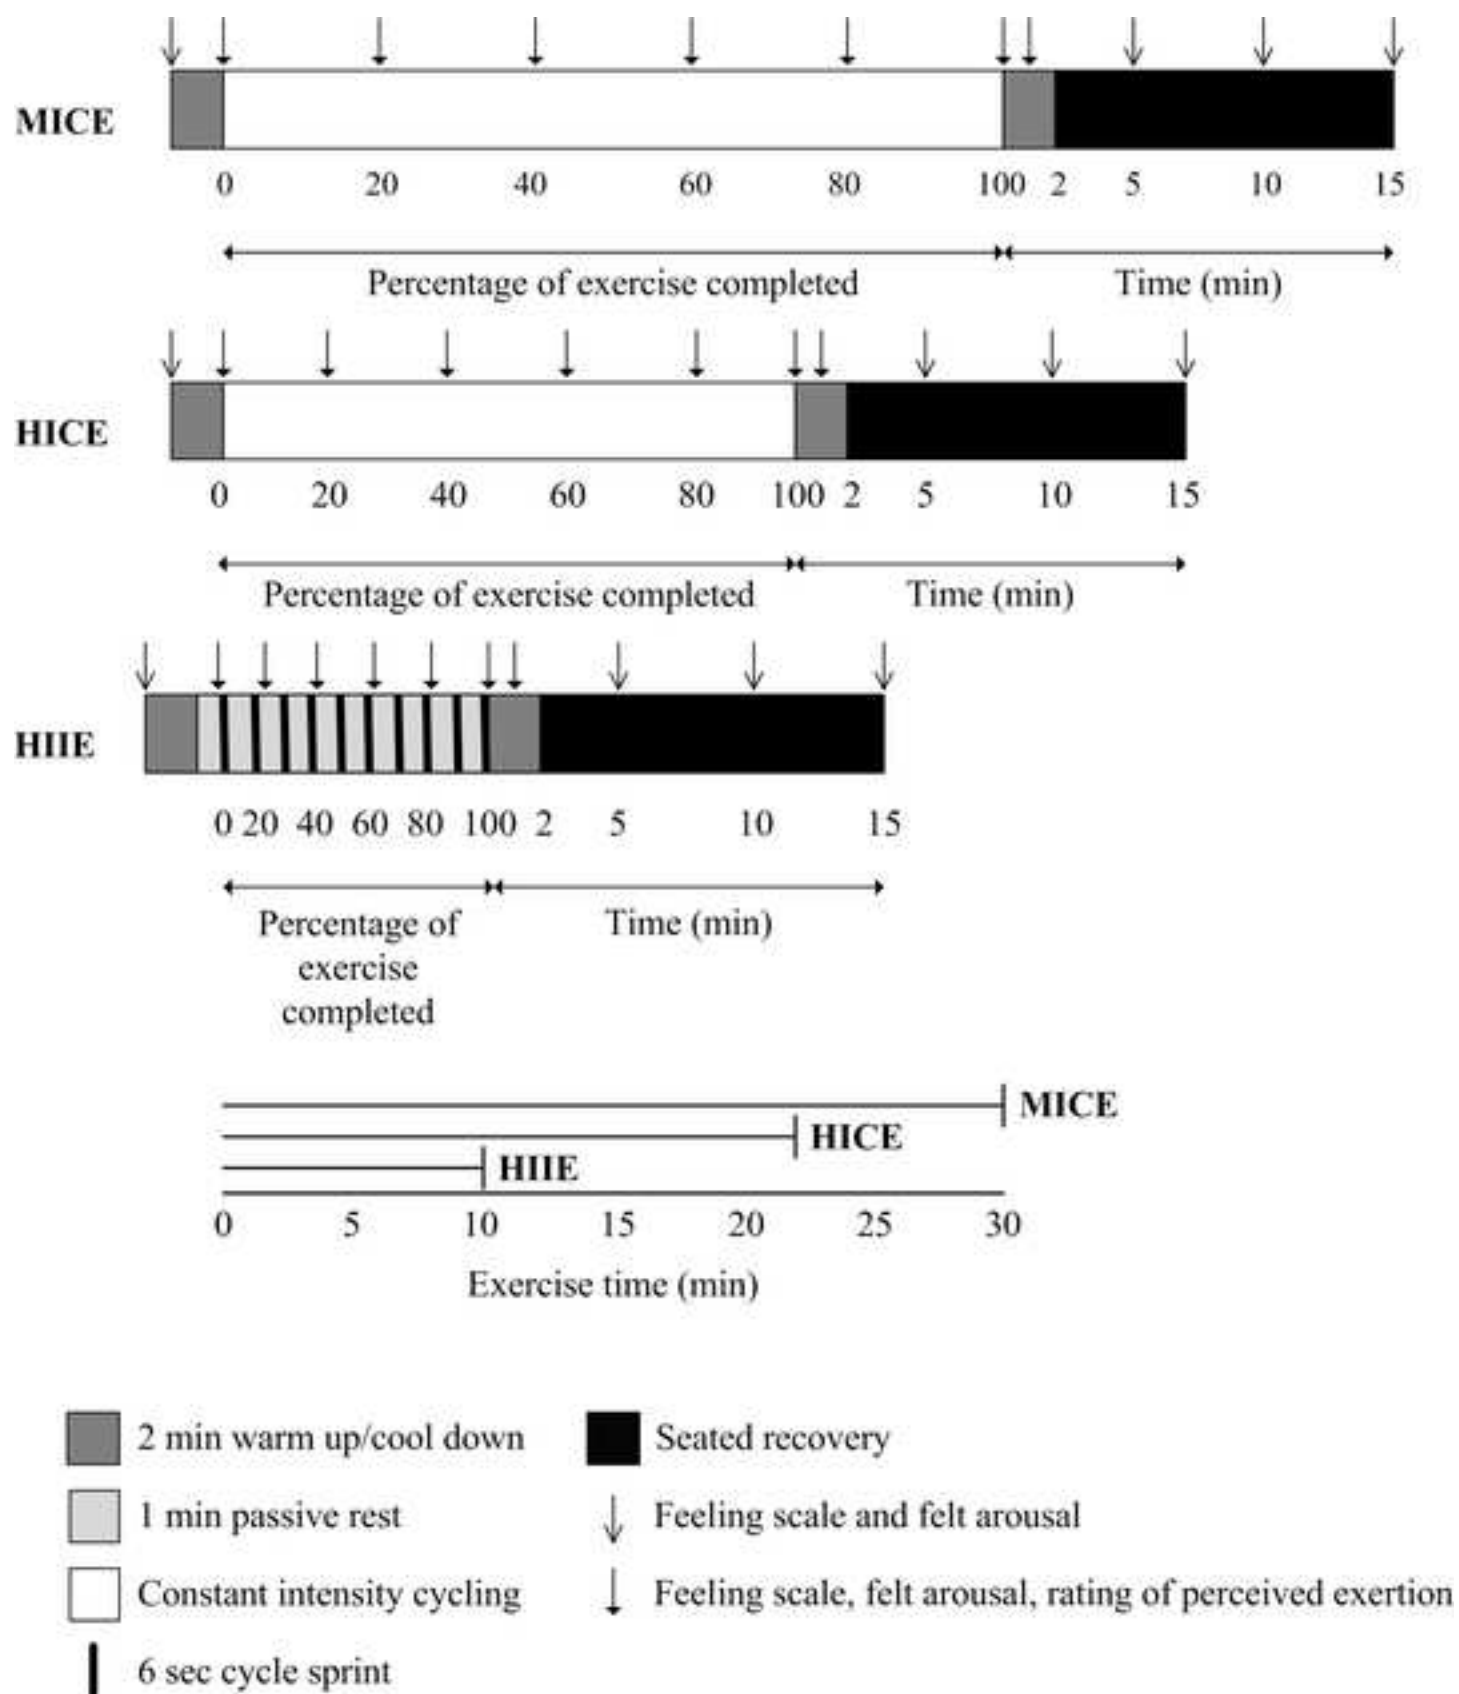 MICE
0 20 40 60 80 100 2 5 10 15
Percentage of exercise completed Time (min)
HICE
0 20 40 60 80 100 2 5 10 15
Percentage of exercise completed Time (min)
HIIE
0 20 40 60 80 100 2 5 10 15
Percentage of
exercise
completed
Time (min)
MICE
HICE
HIIE
0 5 10 15 20 25 30
Exercise time (min)
2 min warm up/cool down
Seated recovery
1 min passive rest
Feeling scale and felt arousal
Constant intensity cycling
Feeling scale, felt arousal, rating of perceived exertion
6 sec cycle sprint